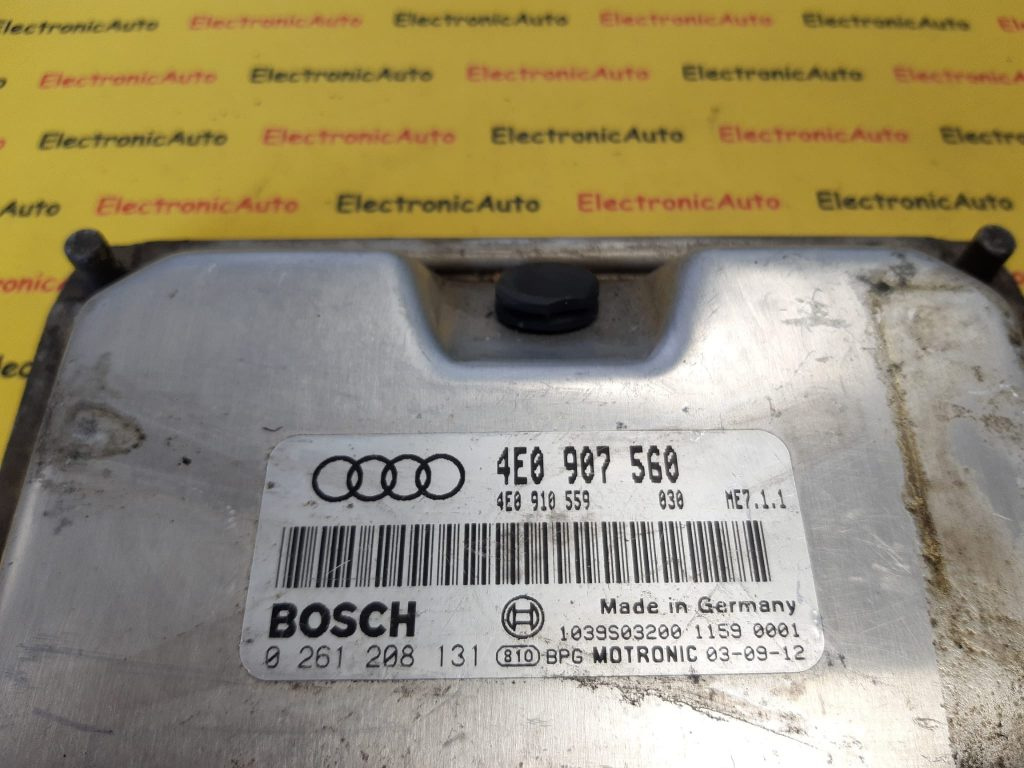 ElectronicAuto ElectronicAuto ElectronicAuto ElectronicAuto ElectronicAuto
ElectronicAuto ElectronicAuto ElectronicAuto ElectronicAuto ElectronicAuto
ElectronicAuto ElectronicAuto ElectronicAuto ElectronicAuto
ElectronicAuto ElectronicAuto ElectronicAuto ElectronicAuto
4E0 907 560
4E0 910 559 030 ME7.1.1
BOSCH Made in Germany
1039S03200 1159 0001
0 261 208 131 810 BPG MOTRONIC 03-09-12